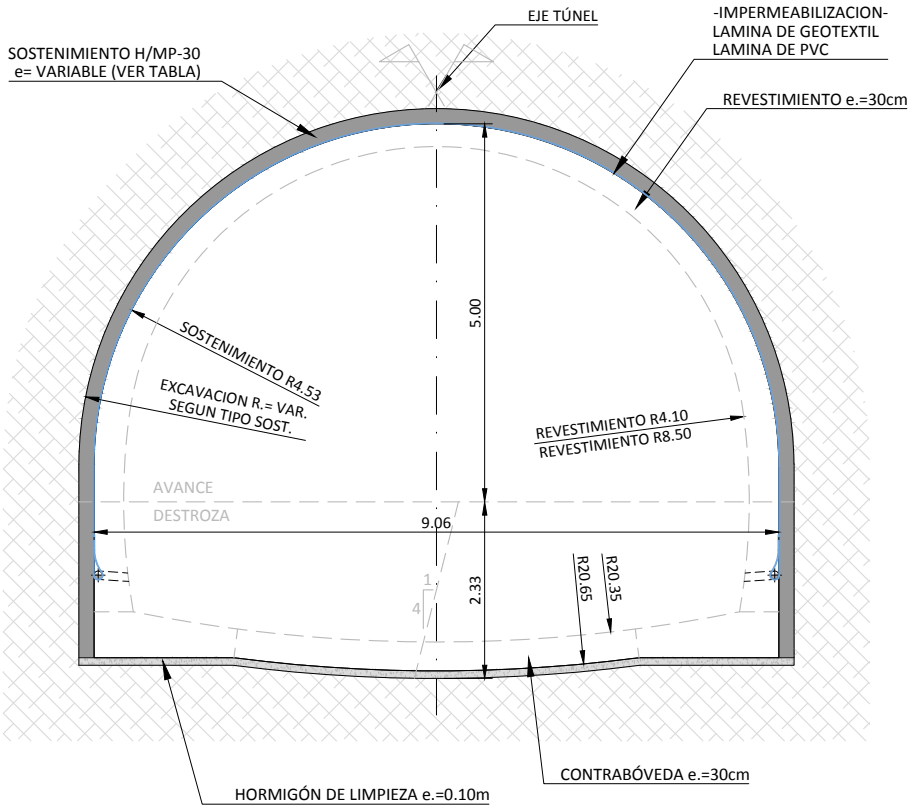 EJE TÚNEL
-IMPERMEABILIZACION-
LAMINA DE GEOTEXTIL
LAMINA DE PVC
SOSTENIMIENTO H/MP-30
e= VARIABLE (VER TABLA)
REVESTIMIENTO e.=30cm
5.00
SOSTENIMIENTO R4.53
EXCAVACION R.= VAR.
SEGUN TIPO SOST.
REVESTIMIENTO R4.10
REVESTIMIENTO R8.50
AVANCE
DESTROZA
9.06
2.33
1
4
R20.65
R20.35
CONTRABÓVEDA e.=30cm
HORMIGÓN DE LIMPIEZA e.=0.10m